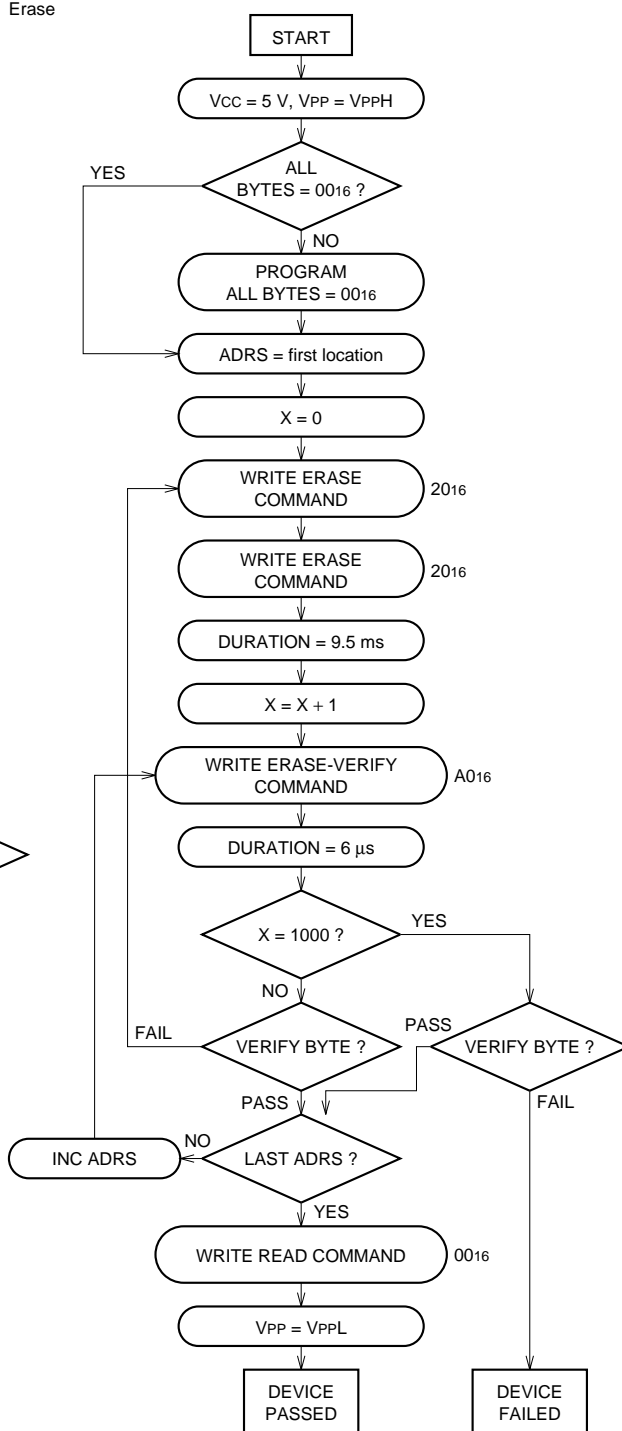 Erase
START
VCC = 5 V, VPP = VPPH
ALL
BYTES = 0016 ?
YES
NO
PROGRAM
ALL BYTES = 0016
ADRS = first location
X = 0
WRITE ERASE
COMMAND
2016
WRITE ERASE
COMMAND
2016
DURATION = 9.5 ms
X = X + 1
WRITE ERASE-VERIFY
COMMAND
A016
DURATION = 6 µs
X = 1000 ?
YES
NO
FAIL
VERIFY BYTE ?
PASS
VERIFY BYTE ?
PASS
FAIL
INC ADRS
NO
LAST ADRS ?
YES
WRITE READ COMMAND
0016
VPP = VPPL
DEVICE
PASSED
DEVICE
FAILED